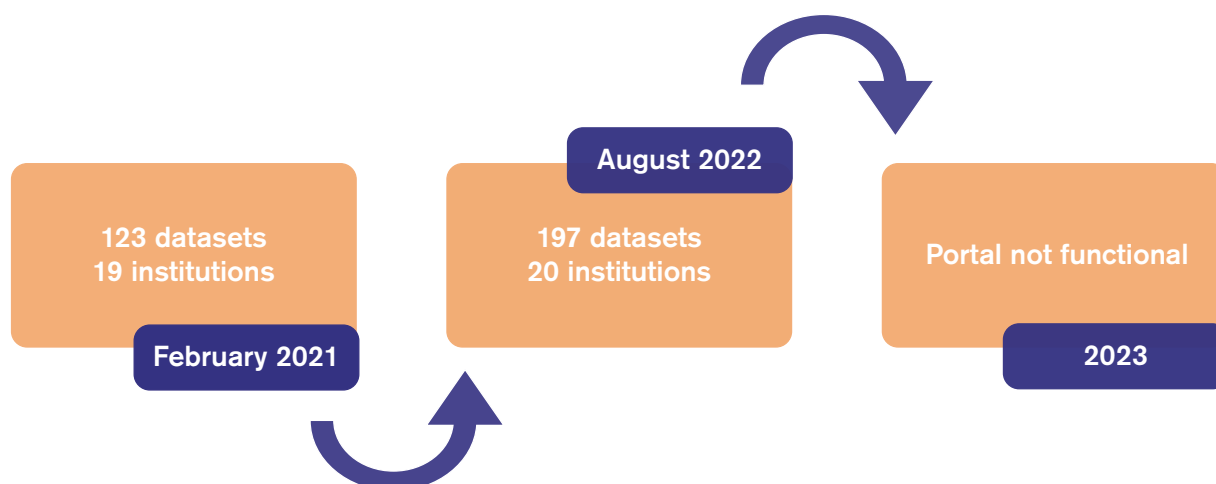 123 datasets
19 institutions
February 2021
August 2022
197 datasets
20 institutions
Portal not functional
2023